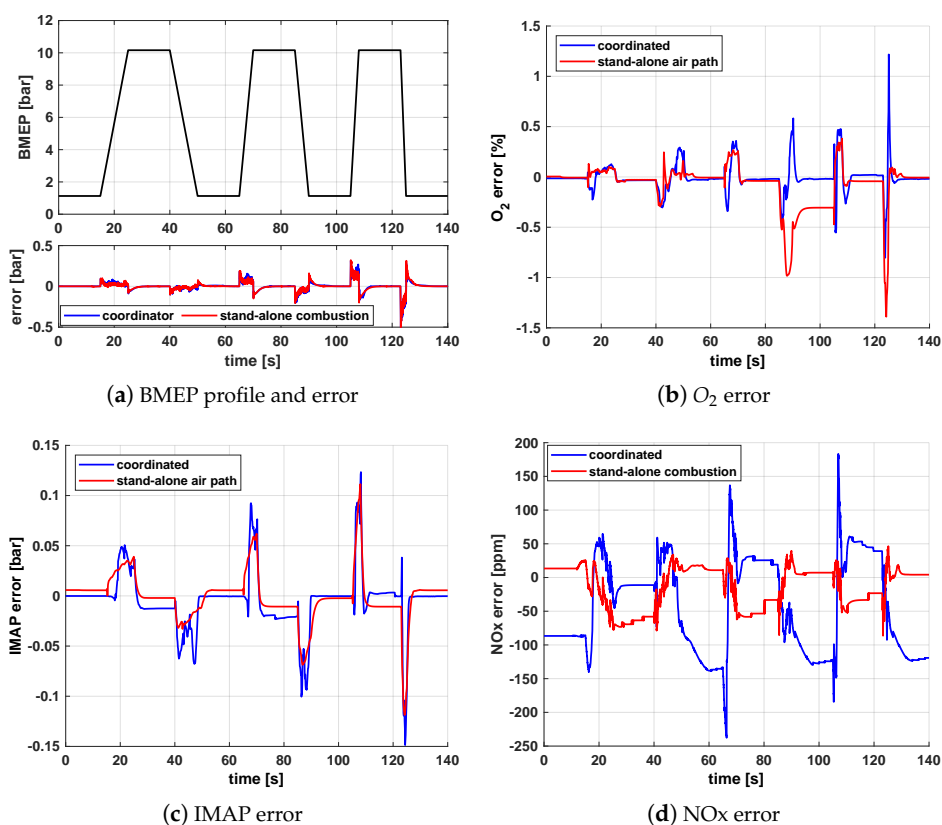 12
10
8
6
4
2
0
BMEP [bar]
0 20 40 60 80 100 120 140
0.5
0
-0.5
error [bar]
coordinator stand-alone combustion
0 20 40 60 80 100 120 140
time [s]
(a) BMEP profile and error
coordinated
stand-alone air path
1.5
1
0.5
0
-0.5
-1
-1.5
O2 error [%]
0 20 40 60 80 100 120 140
time [s]
(b) O2 error
coordinated
stand-alone air path
0.15
0.1
0.05
0
-0.05
-0.1
-0.15
IMAP error [bar]
0 20 40 60 80 100 120 140
time [s]
(c) IMAP error
coordinated
stand-alone combustion
200
150
100
50
0
-50
-100
-150
-200
-250
NOx error [ppm]
0 20 40 60 80 100 120 140
time [s]
(d) NOx error